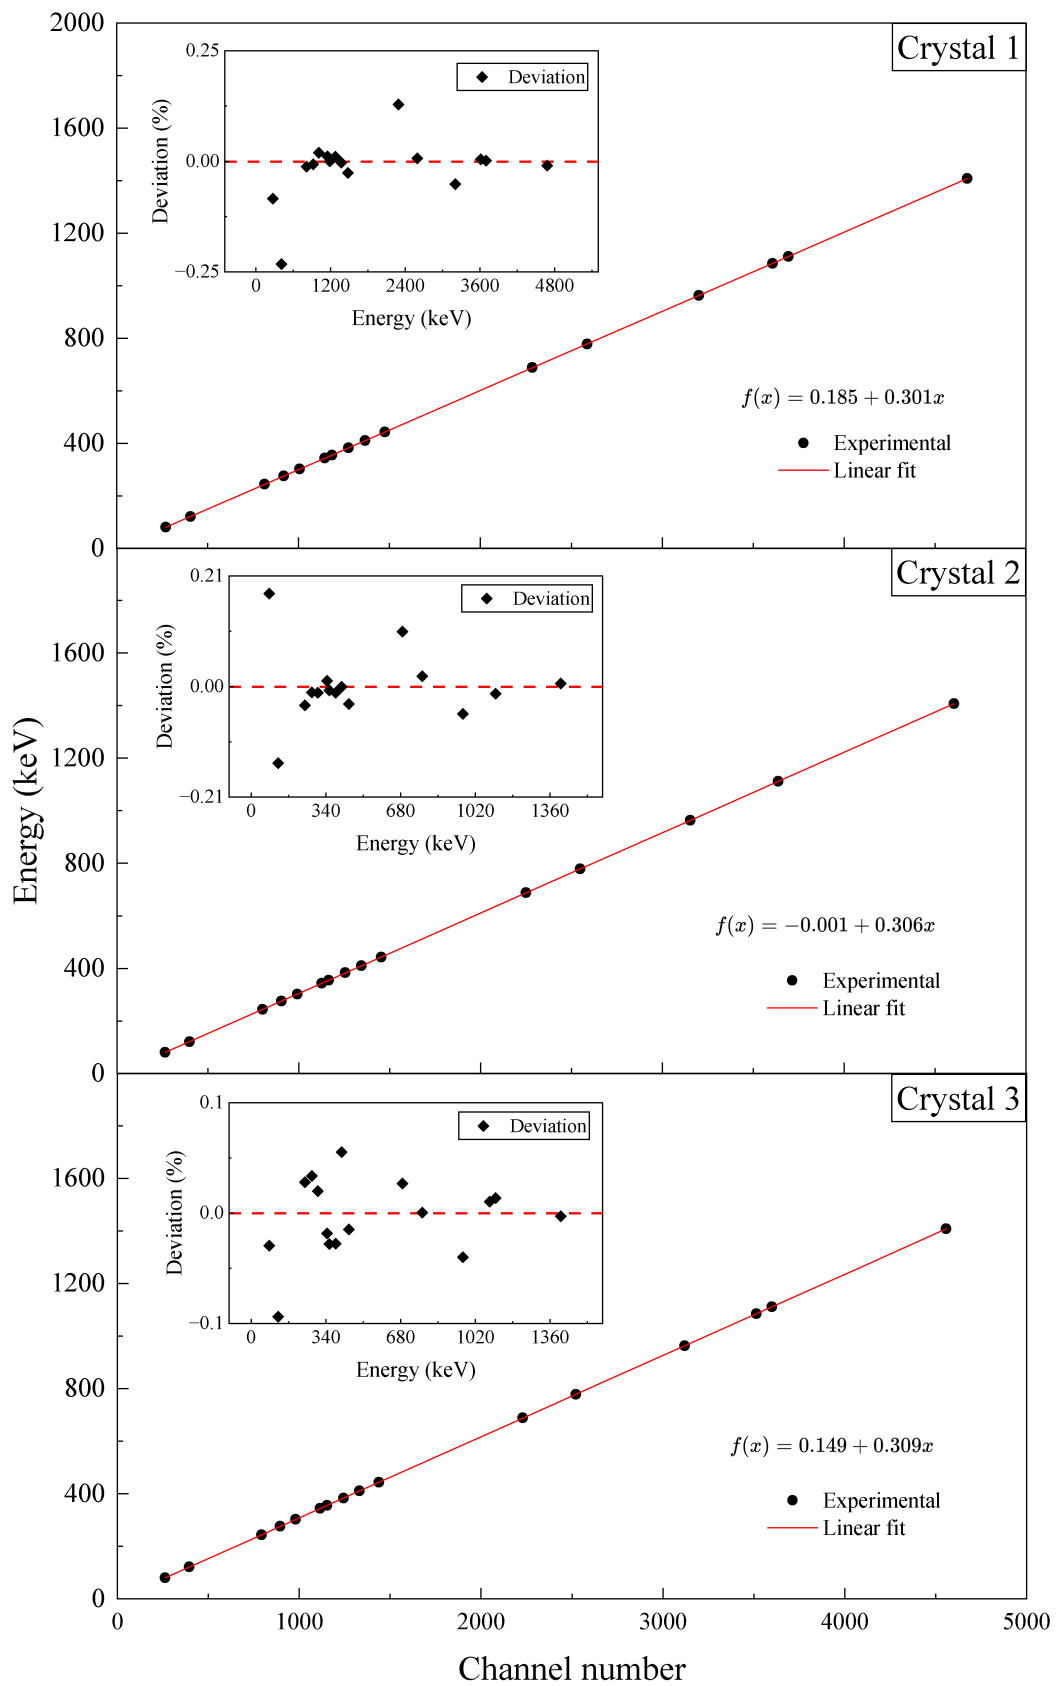 2000
1600
1200
800
400
0
Crystal 1
0.25
0.00
−0.25
Deviation (%)
Deviation
0
1200
2400
3600
4800
Energy (keV)
f(x) = 0.185 + 0.301x
Experimental
Linear fit
Crystal 2
1600
1200
800
400
0
0.21
0.00
−0.21
Deviation (%)
Deviation
0
340
680
1020
1360
Energy (keV)
f(x) = −0.001 + 0.306x
Experimental
Linear fit
Energy (keV)
Crystal 3
1600
1200
800
400
0
0.1
0.0
−0.1
Deviation (%)
Deviation
0
340
680
1020
1360
Energy (keV)
f(x) = 0.149 + 0.309x
Experimental
Linear fit
0
1000
2000
3000
4000
5000
Channel number